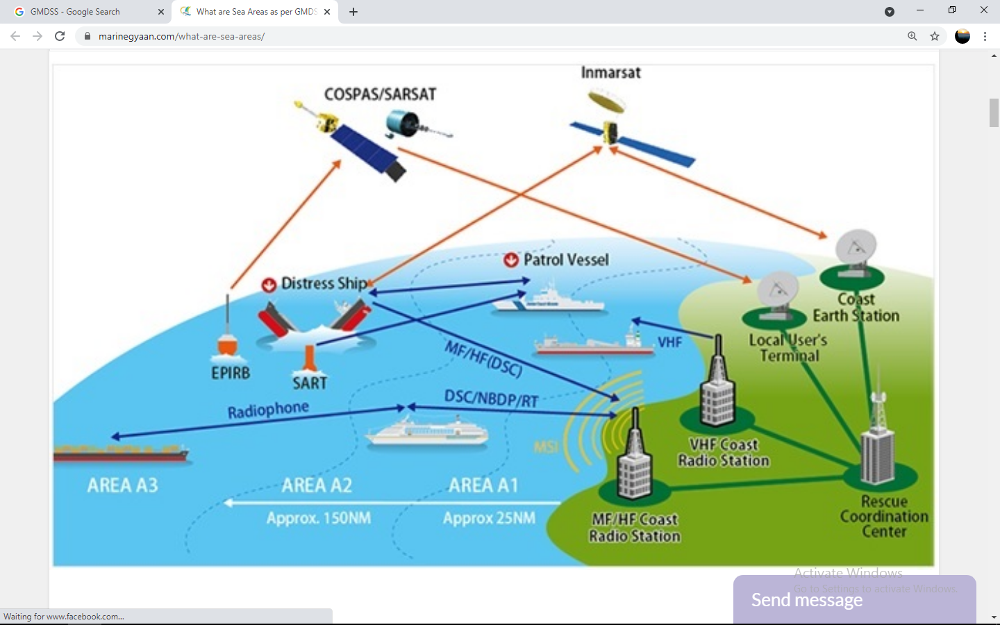 GMDSS - Google Search
What are Sea Areas as per GMDS
marinegyaan.com/what-are-sea-areas/
Inmarsat
COSPAS/SARSAT
Patrol Vessel
Distress Ship
Coast
Earth Station
VHF
Local User's
Terminal
MF/HF(DSC)
EPIRB
SART
DSC/NBDP/RT
Radiophone
MSI
VHF Coast
Radio Station
AREA A3
AREA A2
AREA A1
Rescue
Coordination
Center
Approx. 150NM
Approx 25NM
MF/HF Coast
Radio Station
Activate Windows
Go to Settings to activate Windows.
Send message
Waiting for www.facebook.com...